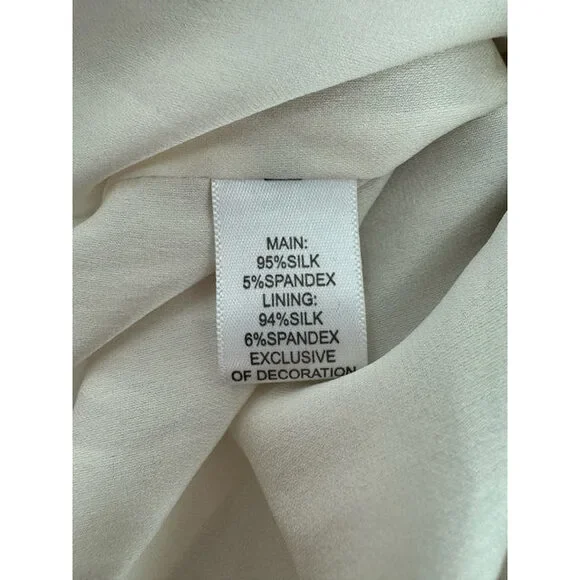 MAIN:
95%SILK
5%SPANDEX
LINING:
94%SILK
6%SPANDEX
EXCLUSIVE
OF DECORATION